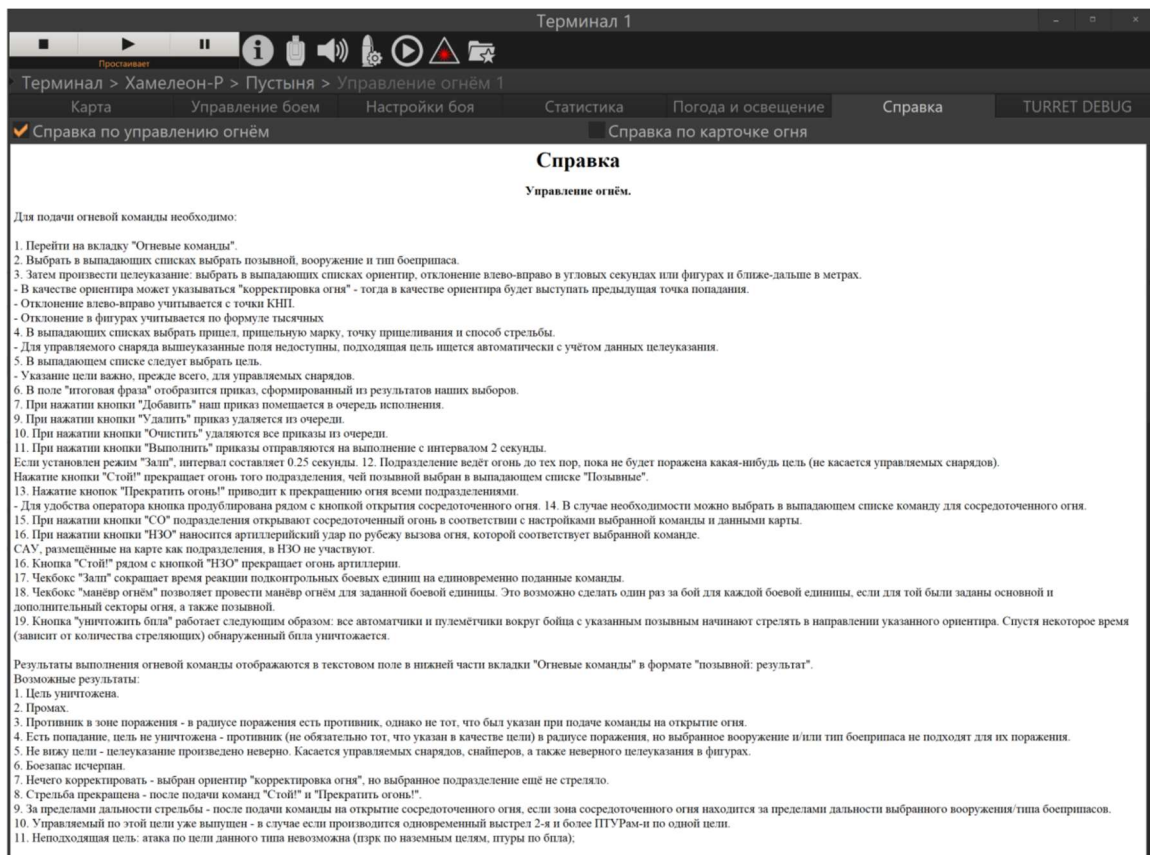 Терминал 1
Простаивает
Терминал > Хамелеон-Р > Пустыня > Управление огнём 1
Карта Управление боем Настройки боя Статистика Погода и освещение Справка TURRET DEBUG
Справка по управлению огнём Справка по карточке огня
Справка
Управление огнём.
Для подачи огневой команды необходимо:
1. Перейти на вкладку "Огневые команды".
2. Выбрать в выпадающих списках выбрать позывной, вооружение и тип боеприпаса.
3. Затем произвести целеуказание: выбрать в выпадающих списках ориентир, отклонение влево-вправо в угловых секундах или фигурах и ближе-дальше в метрах.
- В качестве ориентира может указываться "корректировка огня" - тогда в качестве ориентира будет выступать предыдущая точка попадания.
- Отклонение влево-вправо учитывается с точки КНП.
- Отклонение в фигурах учитывается по формуле тысячных
4. В выпадающих списках выбрать прицел, прицельную марку, точку прицеливания и способ стрельбы.
- Для управляемого снаряда вышеуказанные поля недоступны, подходящая цель ищется автоматически с учётом данных целеуказания.
5. В выпадающем списке следует выбрать цель.
- Указание цели важно, прежде всего, для управляемых снарядов.
6. В поле "итоговая фраза" отобразится приказ, сформированный из результатов наших выборов.
7. При нажатии кнопки "Добавить" наш приказ помещается в очередь исполнения.
9. При нажатии кнопки "Удалить" приказ удаляется из очереди.
10. При нажатии кнопки "Очистить" удаляются все приказы из очереди.
11. При нажатии кнопки "Выполнить" приказы отправляются на выполнение с интервалом 2 секунды.
Если установлен режим "Залп", интервал составляет 0.25 секунды. 12. Подразделение ведёт огонь до тех пор, пока не будет поражена какая-нибудь цель (не касается управляемых снарядов).
Нажатие кнопки "Стой!" прекращает огонь того подразделения, чей позывной выбран в выпадающем списке "Позывные".
13. Нажатие кнопок "Прекратить огонь!" приводит к прекращению огня всеми подразделениями.
- Для удобства оператора кнопка продублирована рядом с кнопкой открытия сосредоточенного огня. 14. В случае необходимости можно выбрать в выпадающем списке команду для сосредоточенного огня.
15. При нажатии кнопки "СО" подразделения открывают сосредоточенный огонь в соответствии с настройками выбранной команды и данными карты.
16. При нажатии кнопки "НЗО" наносится артиллерийский удар по рубежу вызова огня, которой соответствует выбранной команде.
САУ, размещённые на карте как подразделения, в НЗО не участвуют.
16. Кнопка "Стой!" рядом с кнопкой "НЗО" прекращает огонь артиллерии.
17. Чекбокс "Залп" сокращает время реакции подконтрольных боевых единиц на единовременно поданные команды.
18. Чекбокс "манёвр огнём" позволяет провести манёвр огнём для заданной боевой единицы. Это возможно сделать один раз за бой для каждой боевой единицы, если для той были заданы основной и
дополнительный секторы огня, а также позывной.
19. Кнопка "уничтожить бпла" работает следующим образом: все автоматчики и пулемётчики вокруг бойца с указанным позывным начинают стрелять в направлении указанного ориентира. Спустя некоторое время
(зависит от количества стреляющих) обнаруженный бпла уничтожается.
Результаты выполнения огневой команды отображаются в текстовом поле в нижней части вкладки "Огневые команды" в формате "позывной: результат".
Возможные результаты:
1. Цель уничтожена.
2. Промах.
3. Противник в зоне поражения - в радиусе поражения есть противник, однако не тот, что был указан при подаче команды на открытие огня.
4. Есть попадание, цель не уничтожена - противник (не обязательно тот, что указан в качестве цели) в радиусе поражения, но выбранное вооружение и/или тип боеприпаса не подходят для их поражения.
5. Не вижу цели - целеуказание произведено неверно. Касается управляемых снарядов, снайперов, а также неверного целеуказания в фигурах.
6. Боезапас исчерпан.
7. Нечего корректировать - выбран ориентир "корректировка огня", но выбранное подразделение ещё не стреляло.
8. Стрельба прекращена - после подачи команд "Стой!" и "Прекратить огонь!".
9. За пределами дальности стрельбы - после подачи команды на открытие сосредоточенного огня, если зона сосредоточенного огня находится за пределами дальности выбранного вооружения/типа боеприпасов.
10. Управляемый по этой цели уже выпущен - в случае если производится одновременный выстрел 2-я и более ПТУРам-и по одной цели.
11. Неподходящая цель: атака по цели данного типа невозможна (пзрк по наземным целям, птуры по бпла);